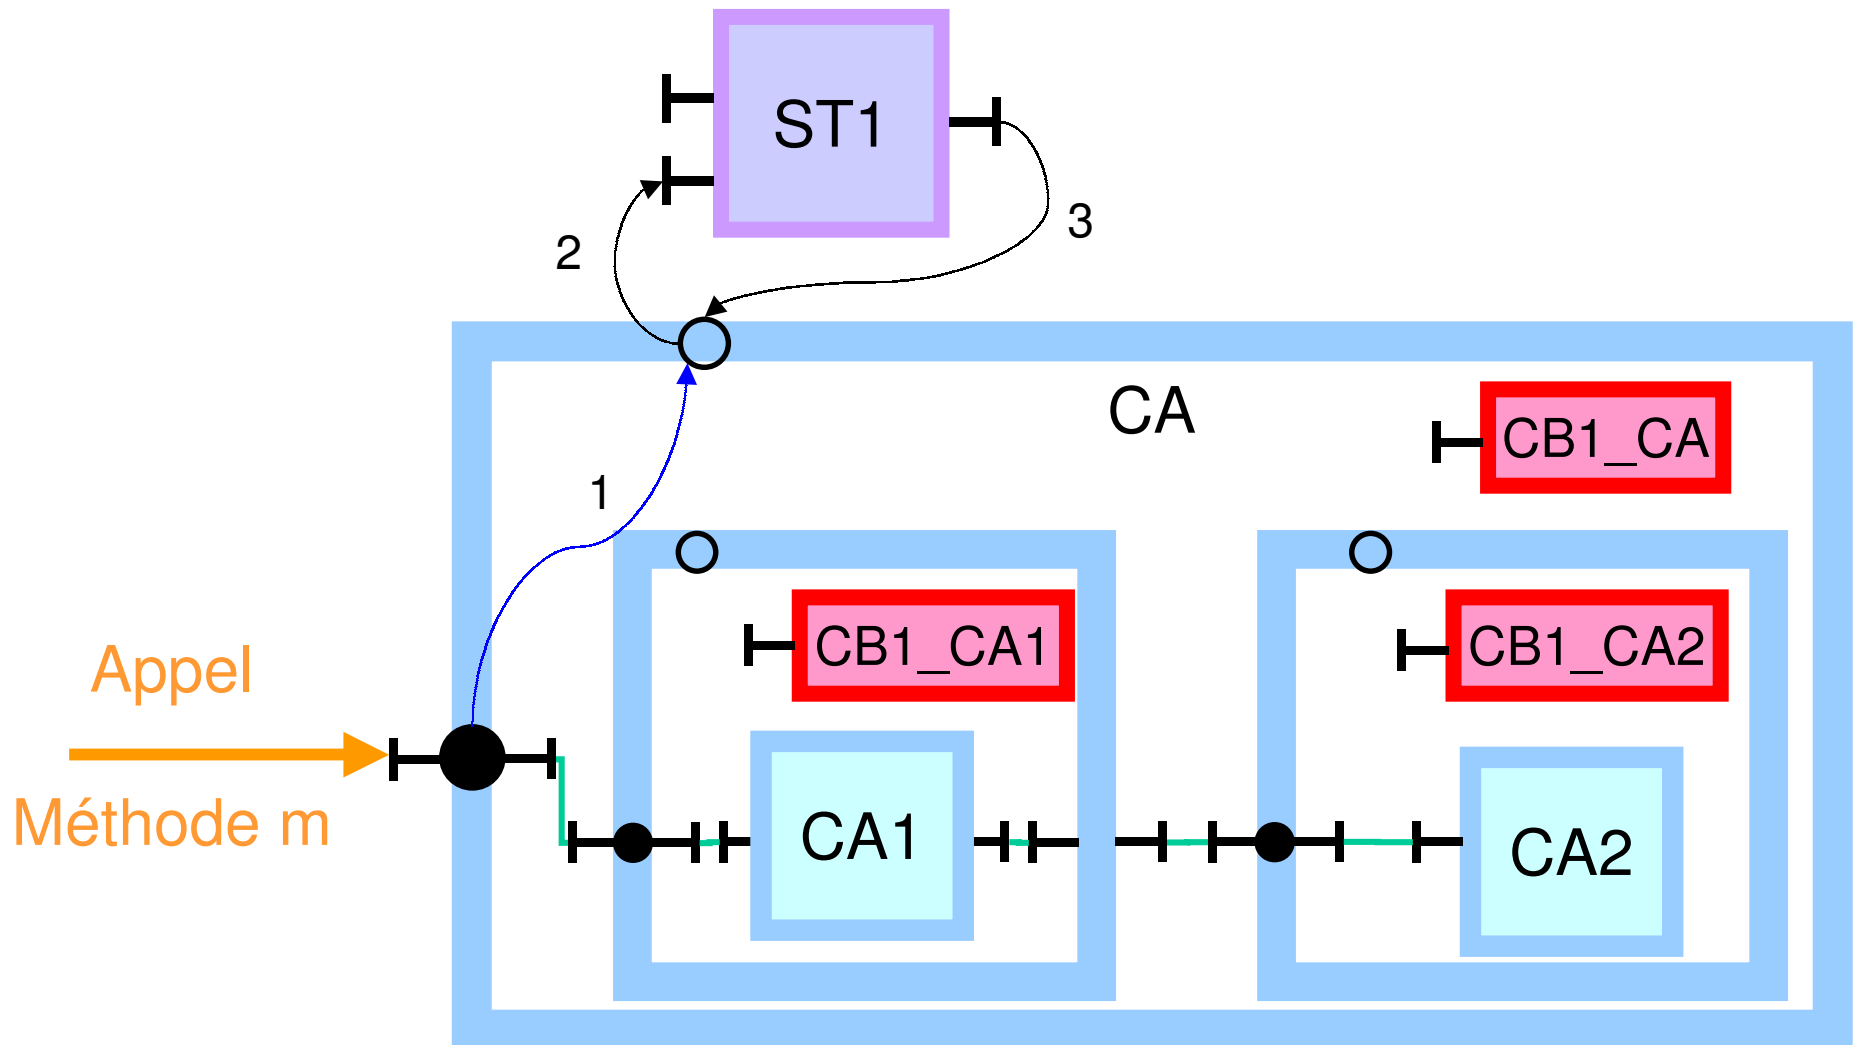 ST1
3
2
CA
CB1_CA
1
CB1_CA1
CB1_CA2
Appel
Méthode m
CA1
CA2